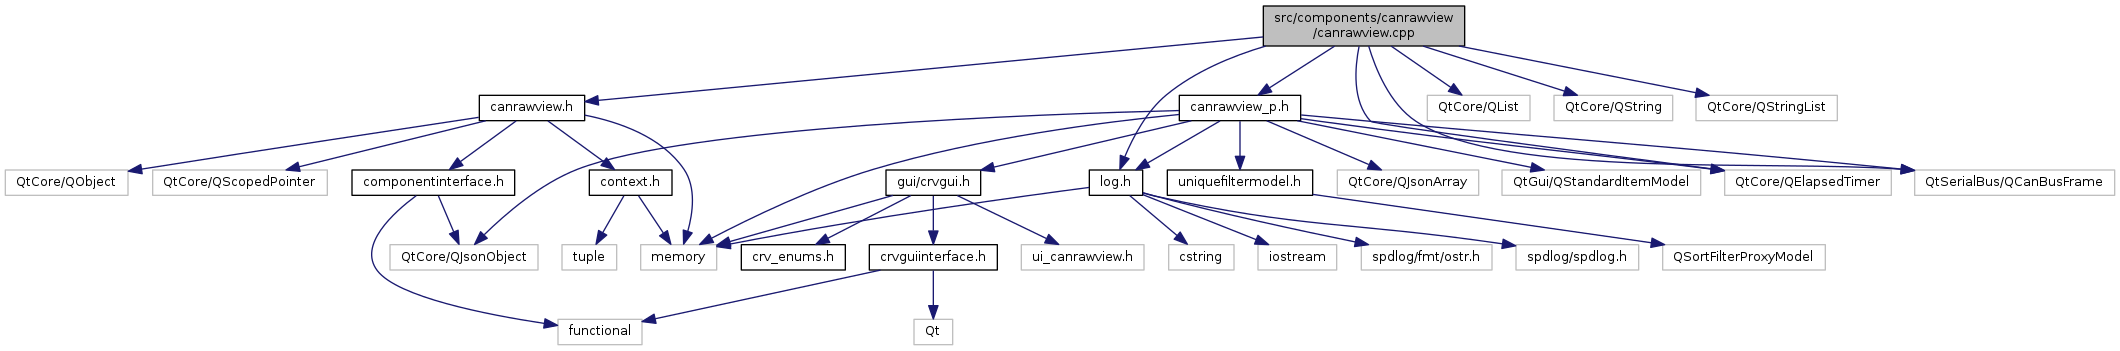 src/components/canrawview
/canrawview.cpp
canrawview.h
canrawview_p.h
QtCore/QList
QtCore/QString
QtCore/QStringList
QtCore/QObject
QtCore/QScopedPointer
componentinterface.h
context.h
gui/crvgui.h
log.h
uniquefiltermodel.h
QtCore/QJsonArray
QtGui/QStandardItemModel
QtCore/QElapsedTimer
QtSerialBus/QCanBusFrame
QtCore/QJsonObject
tuple
memory
crv_enums.h
crvguiinterface.h
ui_canrawview.h
cstring
iostream
spdlog/fmt/ostr.h
spdlog/spdlog.h
QSortFilterProxyModel
functional
Qt